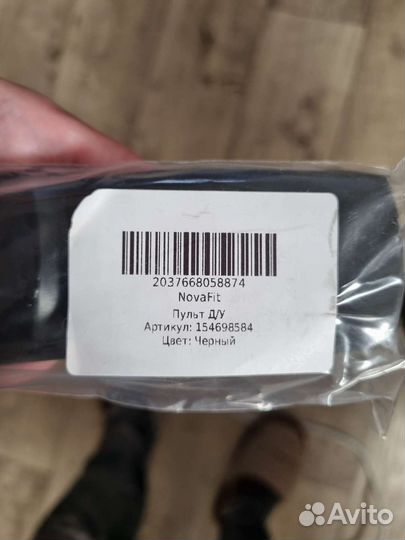 2037668058874
NovaFit
Пульт Д/У
Артикул: 154698584
Цвет: Черный
Avito